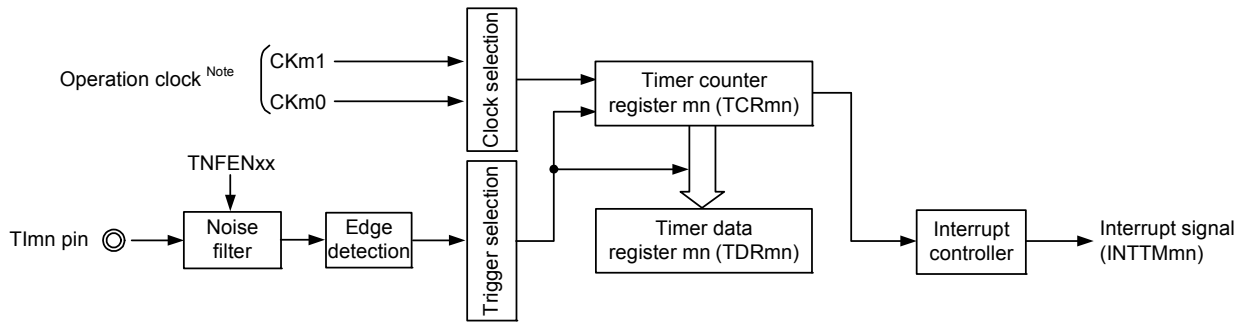 Operation clock Note
CKm1
CKm0
Clock selection
Timer counter
register mn (TCRmn)
TNFENxx
TImn pin
Noise
filter
Edge
detection
Trigger selection
Timer data
register mn (TDRmn)
Interrupt
controller
Interrupt signal
(INTTMmn)